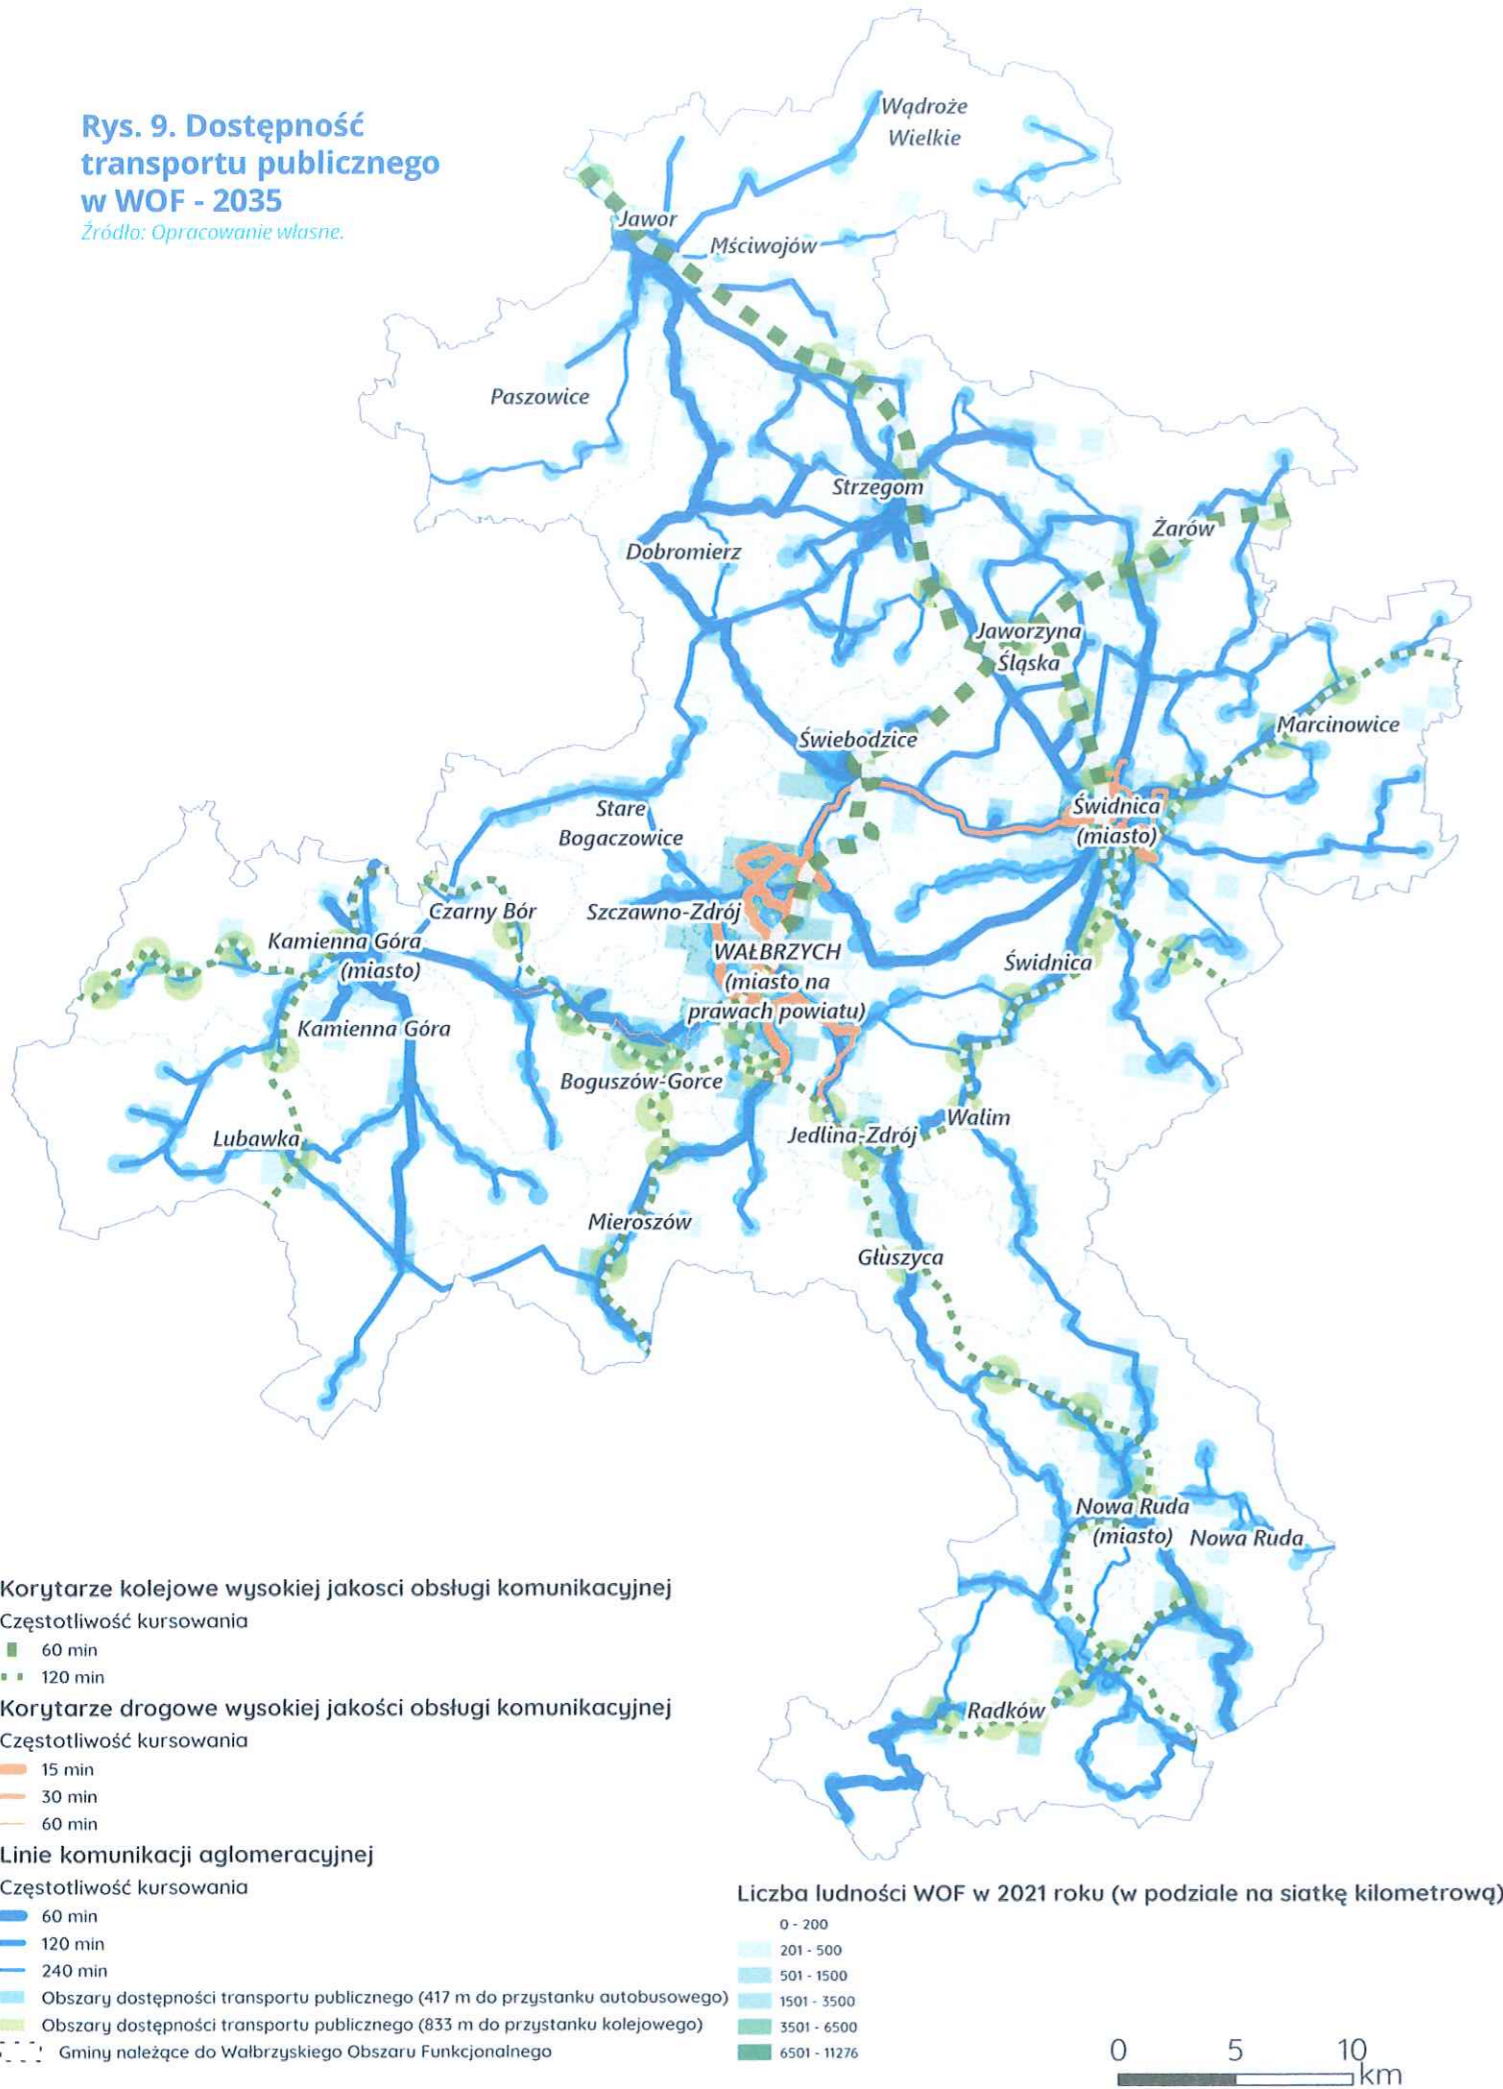 Rys. 9. Dostępność
transportu publicznego
w WOF - 2035
Źródło: Opracowanie własne.
Wądroże
Wielkie
Jawor
Mściwojów
Paszowice
Strzegom
Żarów
Dobromierz
Jaworzyna
Śląska
Marcinowice
Świebodzice
Stare
Bogaczowice
Świdnica
(miasto)
Czarny Bór
Szczawno-Zdrój
Kamienna Góra
(miasto)
WAŁBRZYCH
(miasto na
prawach powiatu)
Świdnica
Kamienna Góra
Boguszów-Gorce
Walim
Lubawka
Jedlina-Zdrój
Mieroszów
Głuszyca
Nowa Ruda
(miasto)
Nowa Ruda
Radków
Korytarze kolejowe wysokiej jakosci obsługi komunikacyjnej
Częstotliwość kursowania
60 min
120 min
Korytarze drogowe wysokiej jakości obsługi komunikacyjnej
Częstotliwość kursowania
15 min
30 min
60 min
Linie komunikacji aglomeracyjnej
Częstotliwość kursowania
60 min
120 min
240 min
Obszary dostępności transportu publicznego (417 m do przystanku autobusowego)
Obszary dostępności transportu publicznego (833 m do przystanku kolejowego)
Gminy należące do Wałbrzyskiego Obszaru Funkcjonalnego
Liczba ludności WOF w 2021 roku (w podziale na siatkę kilometrową)
0 - 200
201 - 500
501 - 1500
1501 - 3500
3501 - 6500
6501 - 11276
0 5 10
km